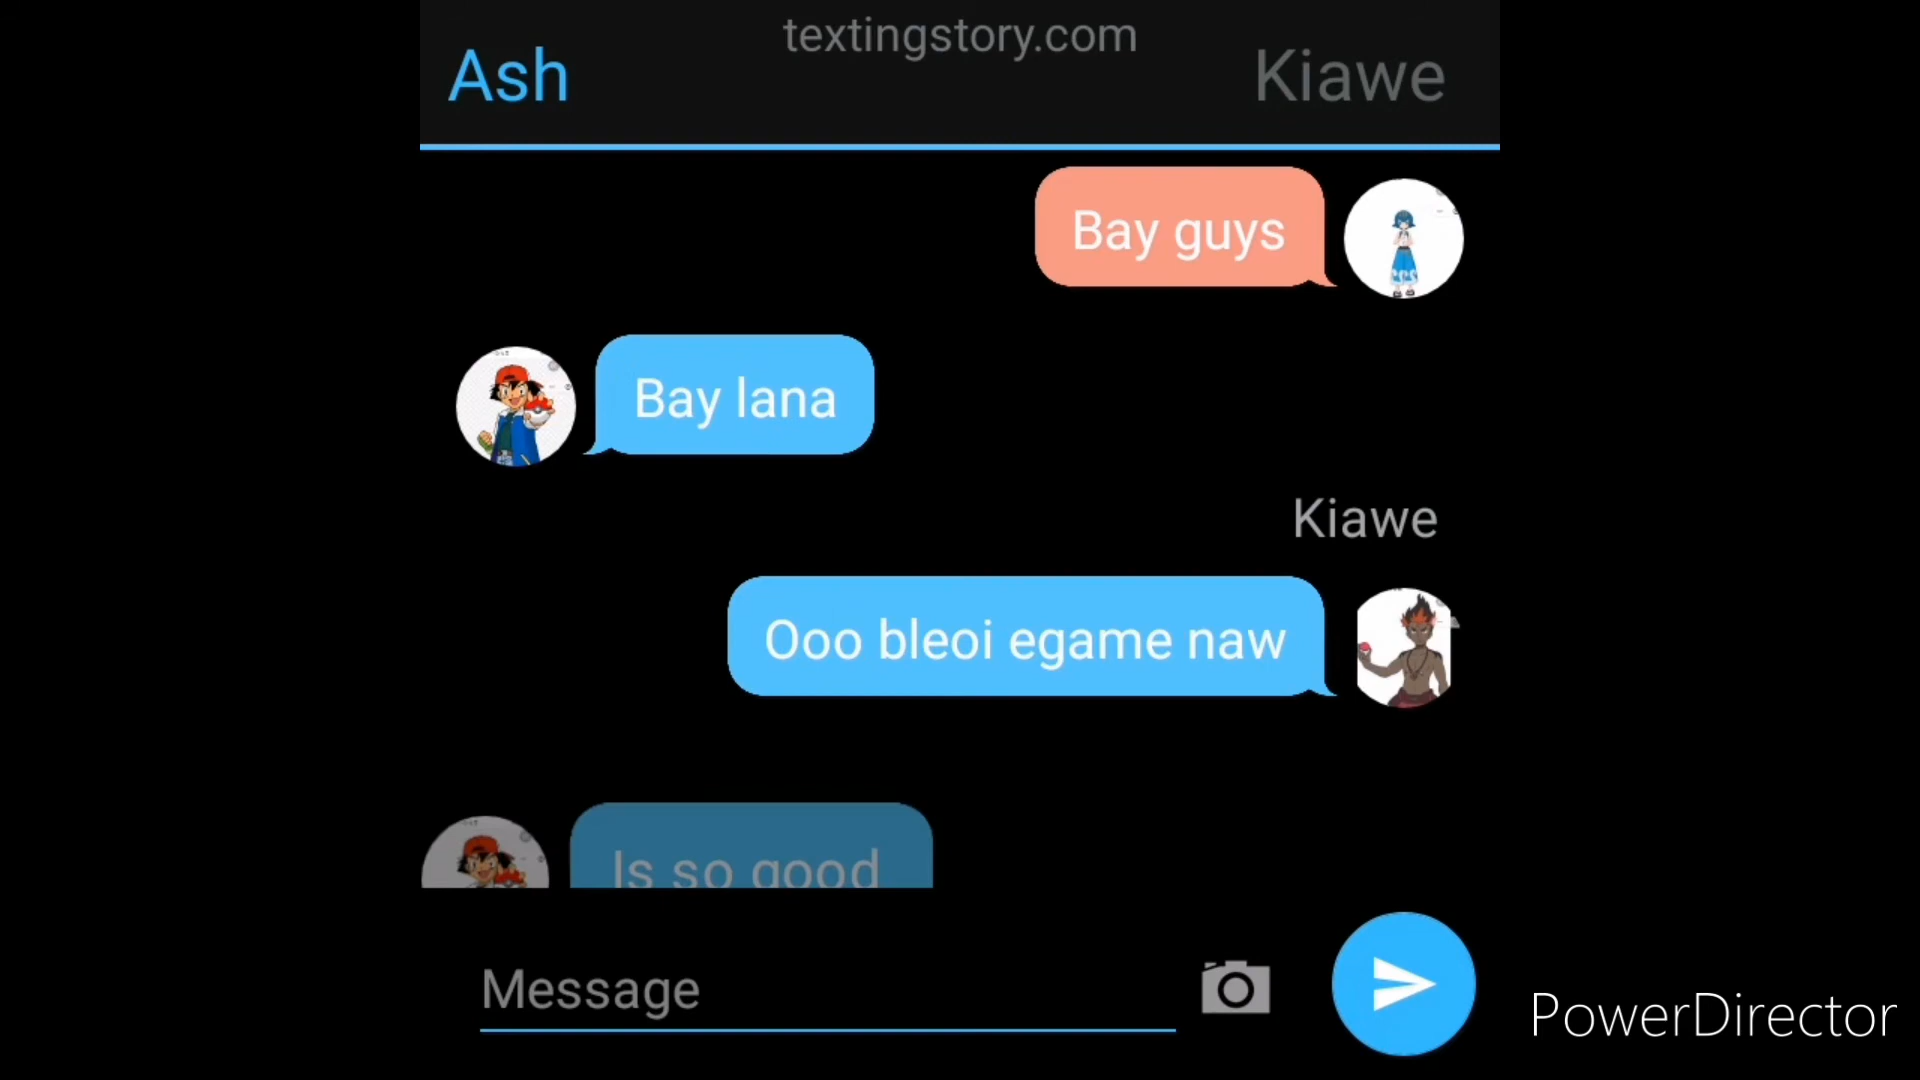 textingstory.com
Ash
Kiawe
Bay guys
Bay lana
Kiawe
Ooo bleoi egame naw
Is so good
Message
PowerDirector